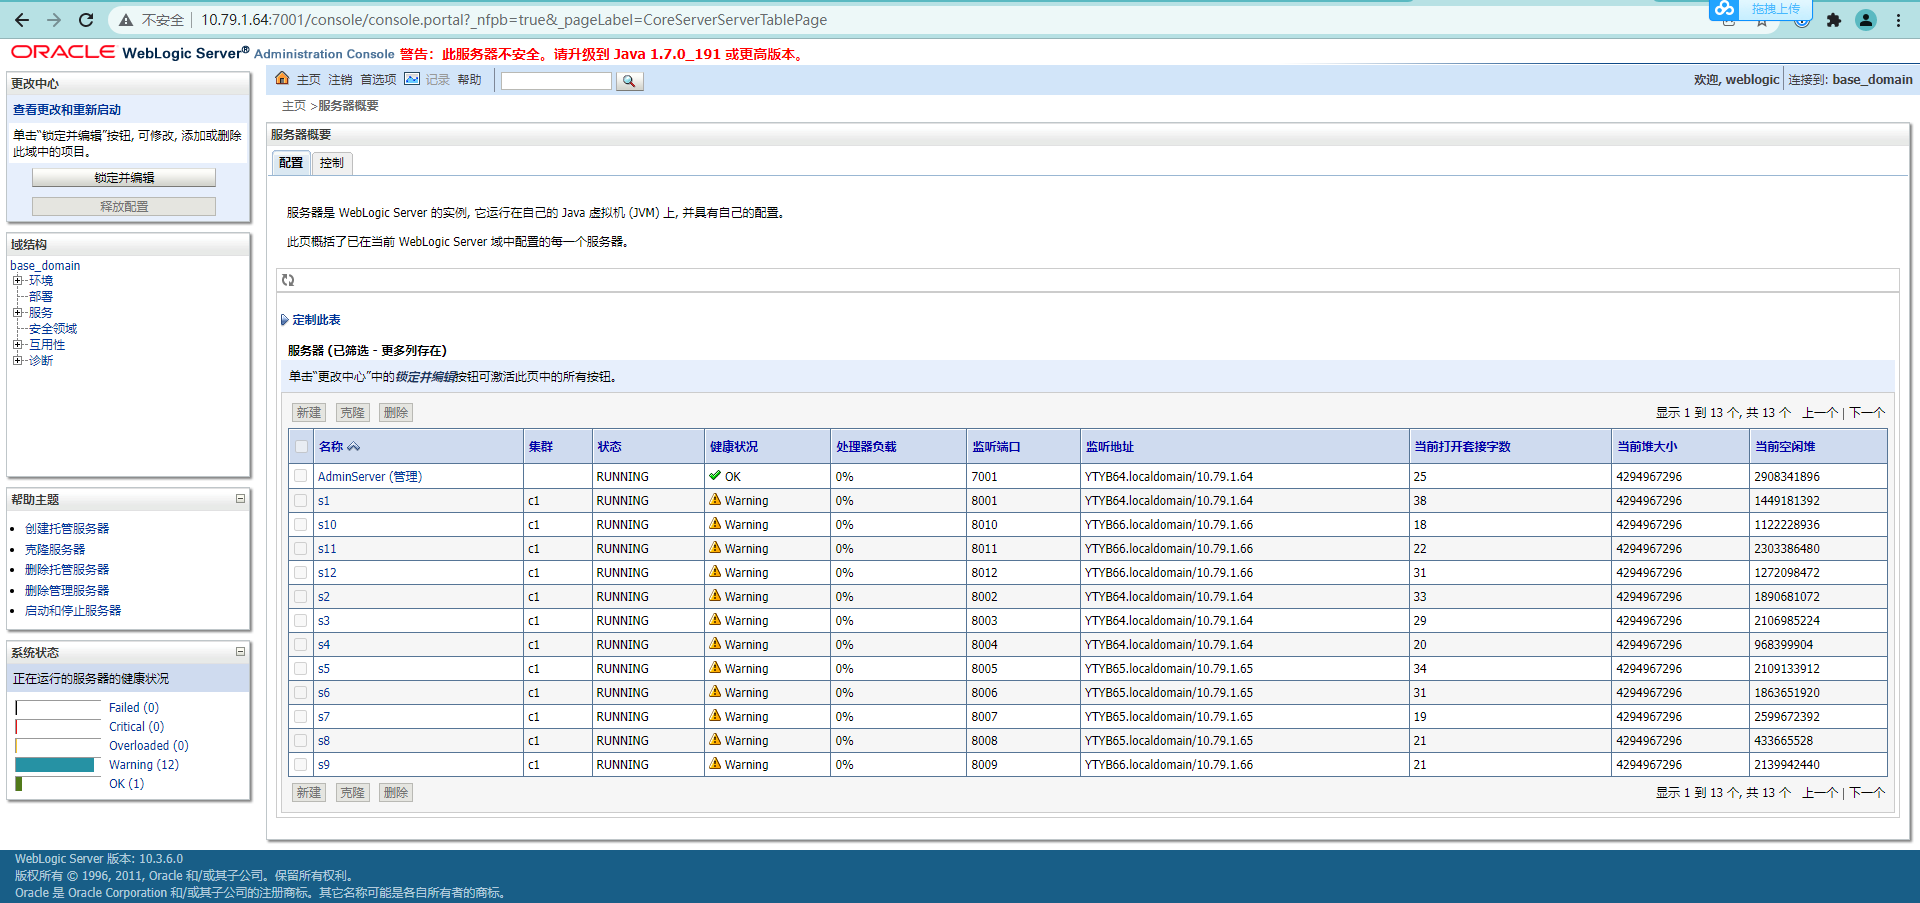 不安全 10.79.1.64:7001/console/console.portal?_nfpb=true&_pageLabel=CoreServerServerTablePage
拖拽上传
ORACLE WebLogic Server® Administration Console 警告：此服务器不安全。请升级到 Java 1.7.0_191 或更高版本。
更改中心
查看更改和重新启动
单击“锁定并编辑”按钮, 可修改, 添加或删除
此域中的项目。
锁定并编辑
释放配置
域结构
base_domain
环境
部署
服务
安全领域
互用性
诊断
帮助主题
创建托管服务器
克隆服务器
删除托管服务器
删除管理服务器
启动和停止服务器
系统状态
正在运行的服务器的健康状况
Failed (0)
Critical (0)
Overloaded (0)
Warning (12)
OK (1)
主页 注销 首选项 记录 帮助
欢迎, weblogic 连接到: base_domain
主页 >服务器概要
服务器概要
配置 控制
服务器是 WebLogic Server 的实例, 它运行在自己的 Java 虚拟机 (JVM) 上, 并具有自己的配置。
此页概括了已在当前 WebLogic Server 域中配置的每一个服务器。
定制此表
服务器 (已筛选 - 更多列存在)
单击“更改中心”中的锁定并编辑按钮可激活此页中的所有按钮。
新建 克隆 删除 显示 1 到 13 个, 共 13 个 上一个 | 下一个
名称 集群 状态 健康状况 处理器负载 监听端口 监听地址 当前打开套接字数 当前堆大小 当前空闲堆
AdminServer (管理) RUNNING OK 0% 7001 YTYB64.localdomain/10.79.1.64 25 4294967296 2908341896
s1 c1 RUNNING Warning 0% 8001 YTYB64.localdomain/10.79.1.64 38 4294967296 1449181392
s10 c1 RUNNING Warning 0% 8010 YTYB66.localdomain/10.79.1.66 18 4294967296 1122228936
s11 c1 RUNNING Warning 0% 8011 YTYB66.localdomain/10.79.1.66 22 4294967296 2303386480
s12 c1 RUNNING Warning 0% 8012 YTYB66.localdomain/10.79.1.66 31 4294967296 1272098472
s2 c1 RUNNING Warning 0% 8002 YTYB64.localdomain/10.79.1.64 33 4294967296 1890681072
s3 c1 RUNNING Warning 0% 8003 YTYB64.localdomain/10.79.1.64 29 4294967296 2106985224
s4 c1 RUNNING Warning 0% 8004 YTYB64.localdomain/10.79.1.64 20 4294967296 968399904
s5 c1 RUNNING Warning 0% 8005 YTYB65.localdomain/10.79.1.65 34 4294967296 2109133912
s6 c1 RUNNING Warning 0% 8006 YTYB65.localdomain/10.79.1.65 31 4294967296 1863651920
s7 c1 RUNNING Warning 0% 8007 YTYB65.localdomain/10.79.1.65 19 4294967296 2599672392
s8 c1 RUNNING Warning 0% 8008 YTYB65.localdomain/10.79.1.65 21 4294967296 433665528
s9 c1 RUNNING Warning 0% 8009 YTYB66.localdomain/10.79.1.66 21 4294967296 2139942440
新建 克隆 删除 显示 1 到 13 个, 共 13 个 上一个 | 下一个
WebLogic Server 版本: 10.3.6.0
版权所有 © 1996, 2011, Oracle 和/或其子公司。保留所有权利。
Oracle 是 Oracle Corporation 和/或其子公司的注册商标。其它名称可能是各自所有者的商标。